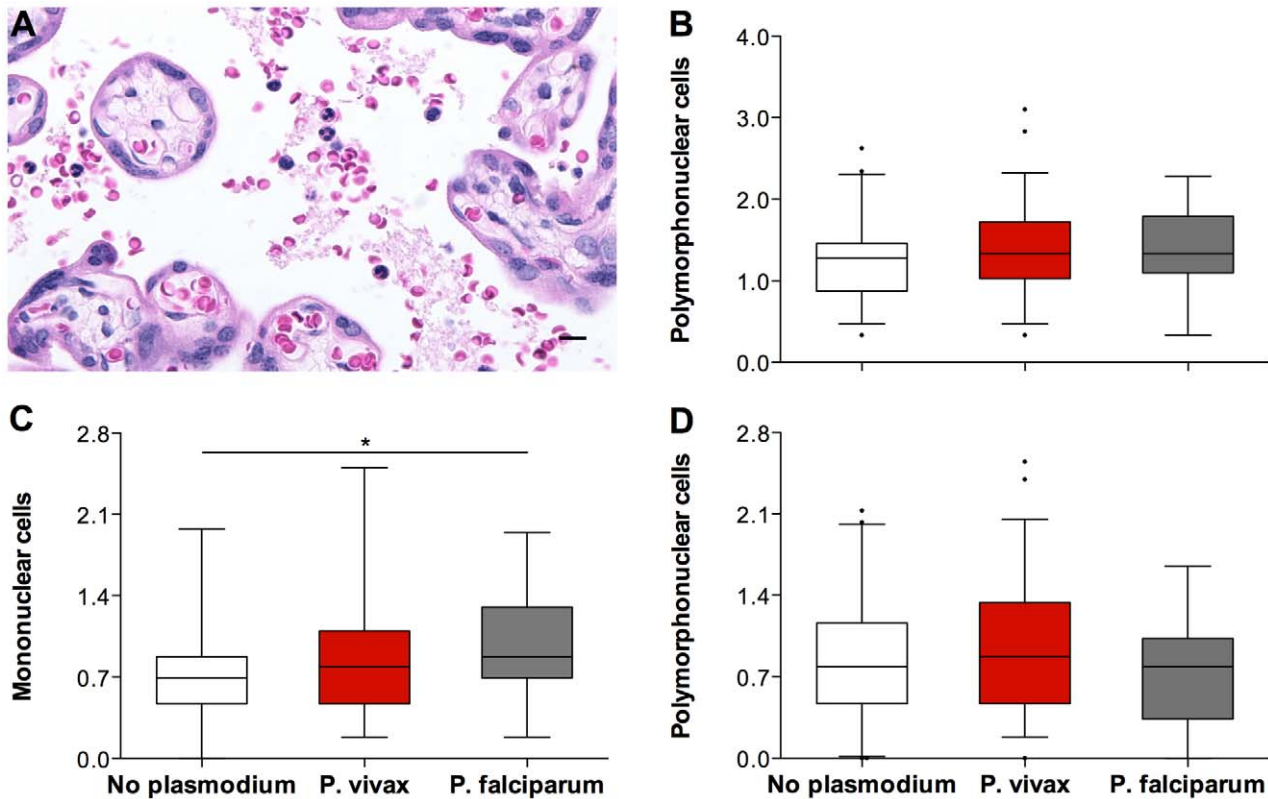 A
B
Polymorphonuclear cells
4.0
3.0
2.0
1.0
0.0
C
Mononuclear cells
2.8
2.1
1.4
0.7
0.0
*
No plasmodium P. vivax P. falciparum
D
Polymorphonuclear cells
2.8
2.1
1.4
0.7
0.0
No plasmodium P. vivax P. falciparum